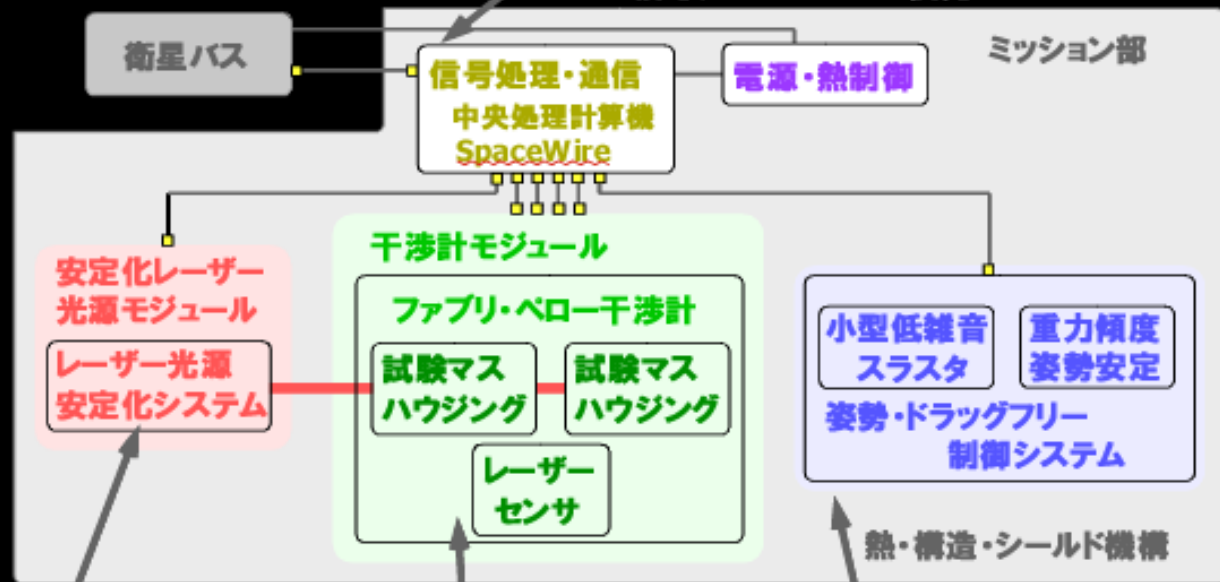 衛星バス
信号処理・通信
中央処理計算機
SpaceWire
電源・熱制御
ミッション部
安定化レーザー
光源モジュール
レーザー光源
安定化システム
干渉計モジュール
ファブリ・ペロー干渉計
試験マス
ハウジング
試験マス
ハウジング
レーザー
センサ
小型低雑音
スラスタ
重力傾度
姿勢安定
姿勢・ドラッグフリー
制御システム
熱・構造・シールド機構